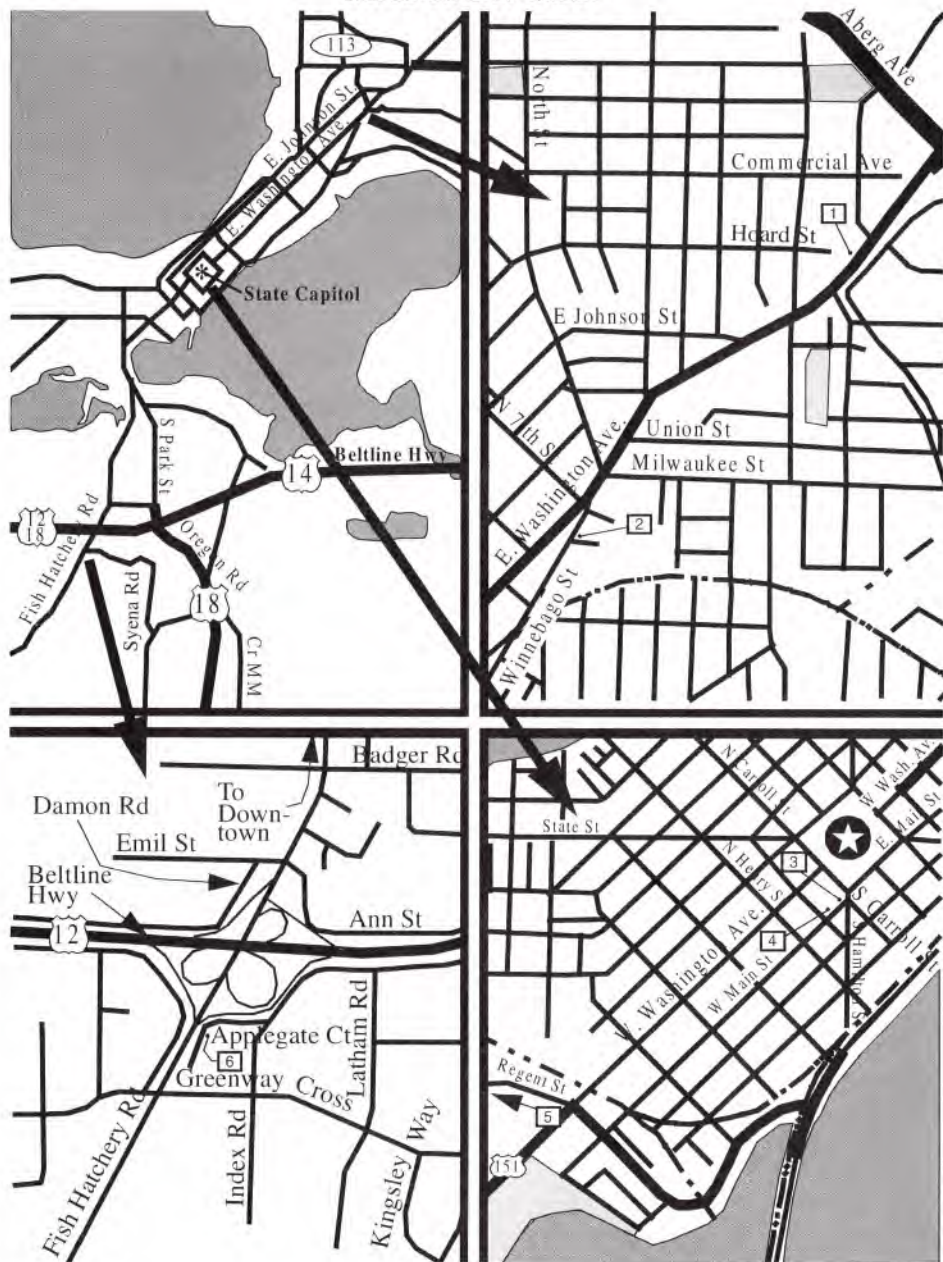 113
E. Johnson St.
E. Washington Ave.
*
State Capitol
S Park St
14
Beltline Hwy
12
18
Oregon Rd
Fish Hatchery Rd
18
Syena Rd
Cr MM
Aberg Ave
North St
Commercial Ave
1
Hoard St
E Johnson St
N 7th St
E. Washington Ave.
Union St
Milwaukee St
2
Winnebago St
Badger Rd
To
Down-
town
Damon Rd
Emil St
Beltline
Hwy
12
Ann St
Applegate Ct
6
Greenway Cross
Latham Rd
Fish Hatchery Rd
Index Rd
Kingsley Way
N Carroll St
W Wash. Av
State St
E. Main St
N Henry S
3
S Carroll St
4
S Hamilton S
W. Washington Ave.
W Main St
Regent St
5
151